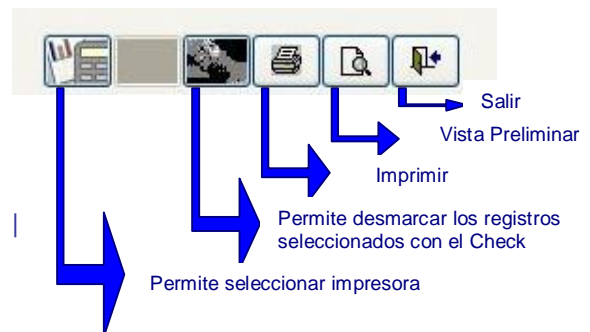 Salir
Vista Preliminar
Imprimir
Permite desmarcar los registros
seleccionados con el Check
Permite seleccionar impresora